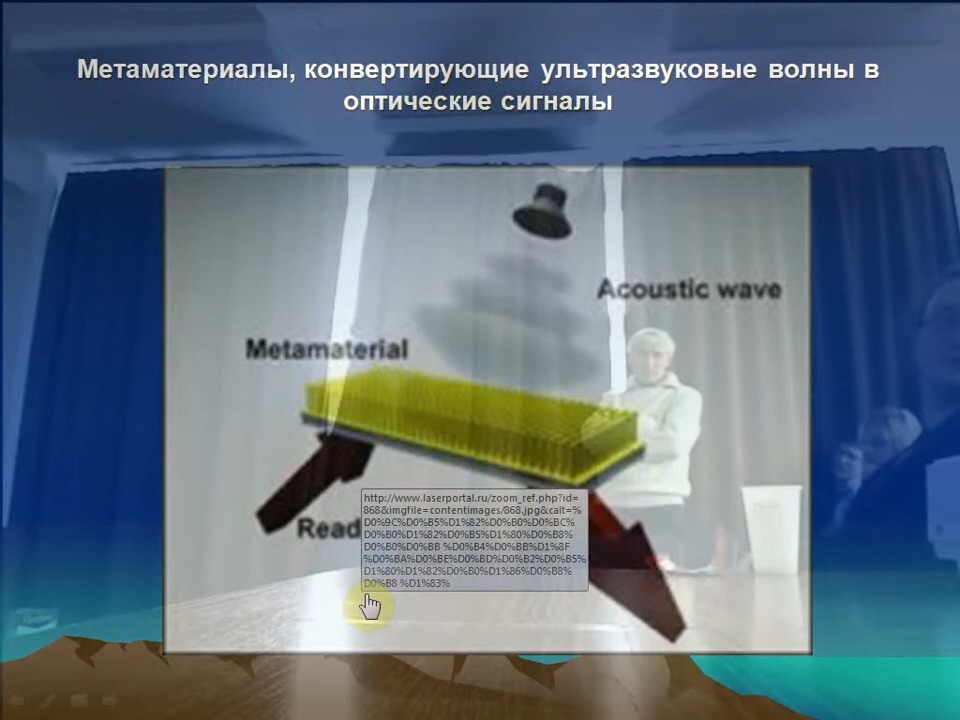 Метаматериалы, конвертирующие ультразвуковые волны в
оптические сигналы
Acoustic wave
Metamaterial
Read
http://www.laserportal.ru/zoom_ref.php?id=
868&imgfile=contentimages/868.jpg&calt=%
D0%9C%D0%B5%D1%82%D0%B0%D0%BC%
D0%B0%D1%82%D0%B5%D1%80%D0%B8%
D0%B0%D0%BB %D0%B4%D0%BB%D1%8F
%D0%BA%D0%BE%D0%BD%D0%B2%D0%B5%
D1%80%D1%82%D0%B0%D1%86%D0%B8%
D0%B8 %D1%83%